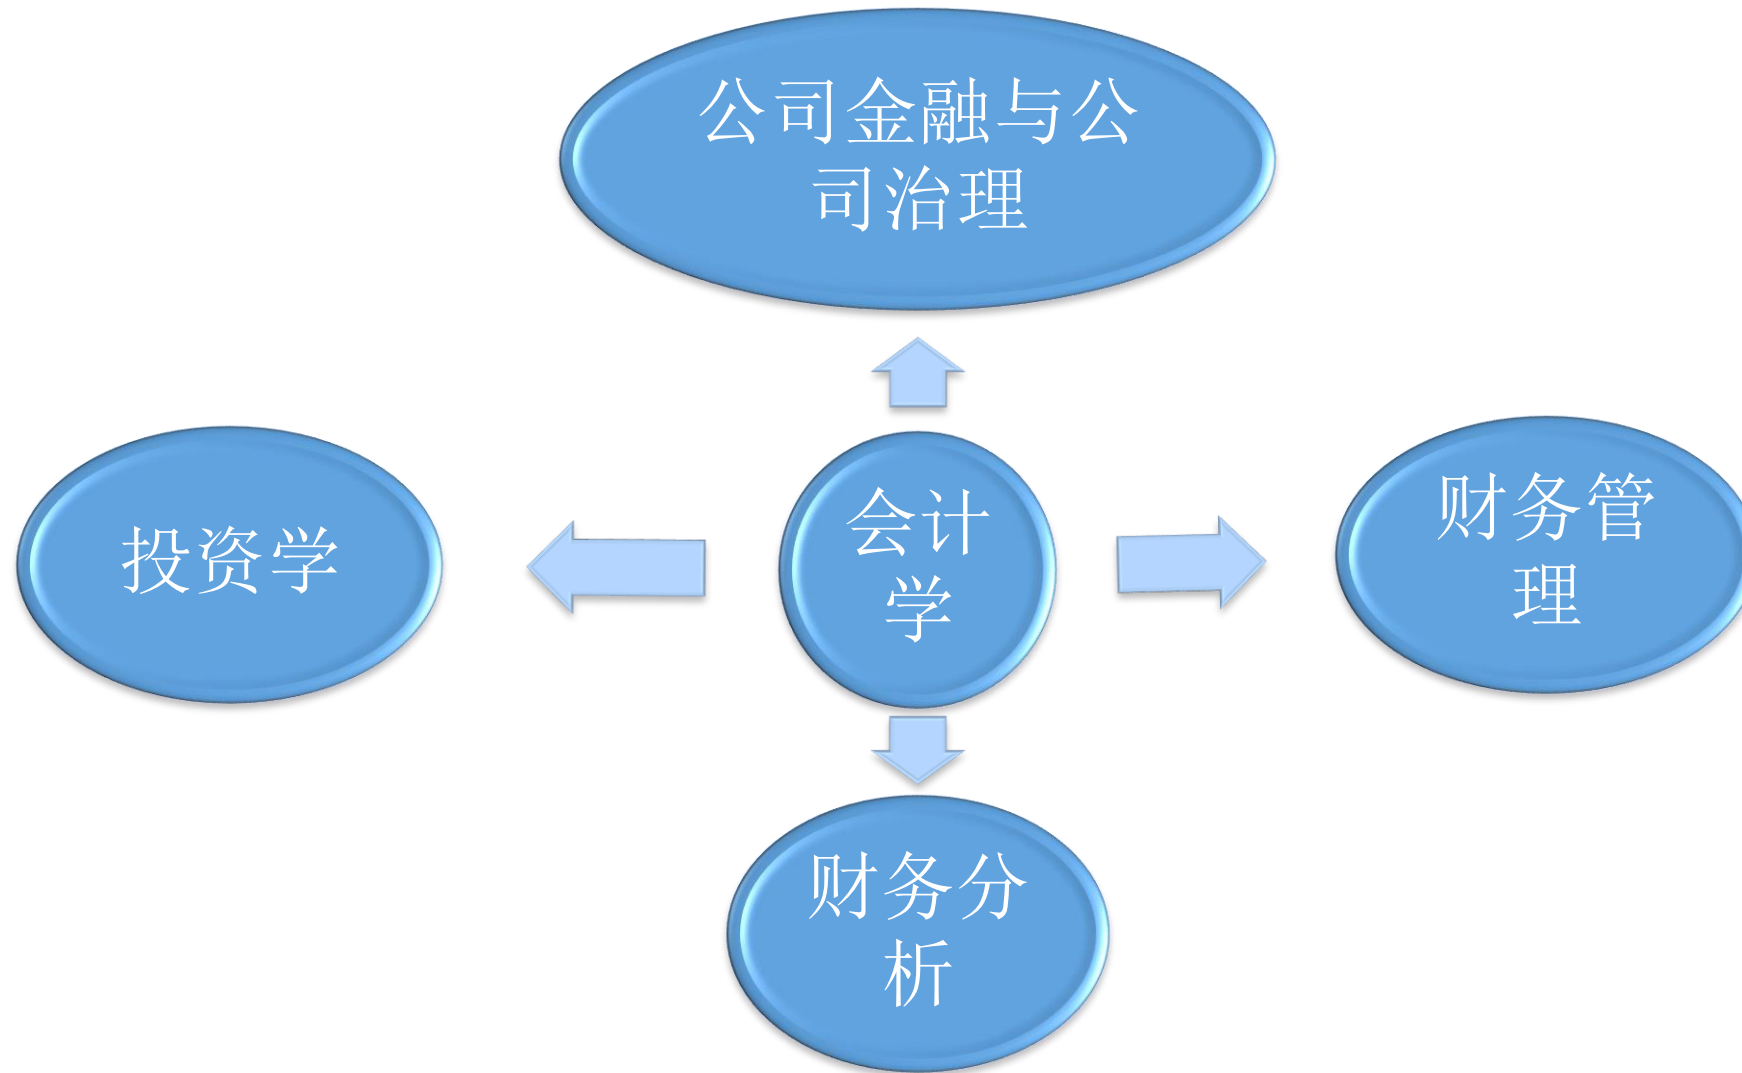 公司金融与公
司治理
投资学
会计
学
财务管
理
财务分
析